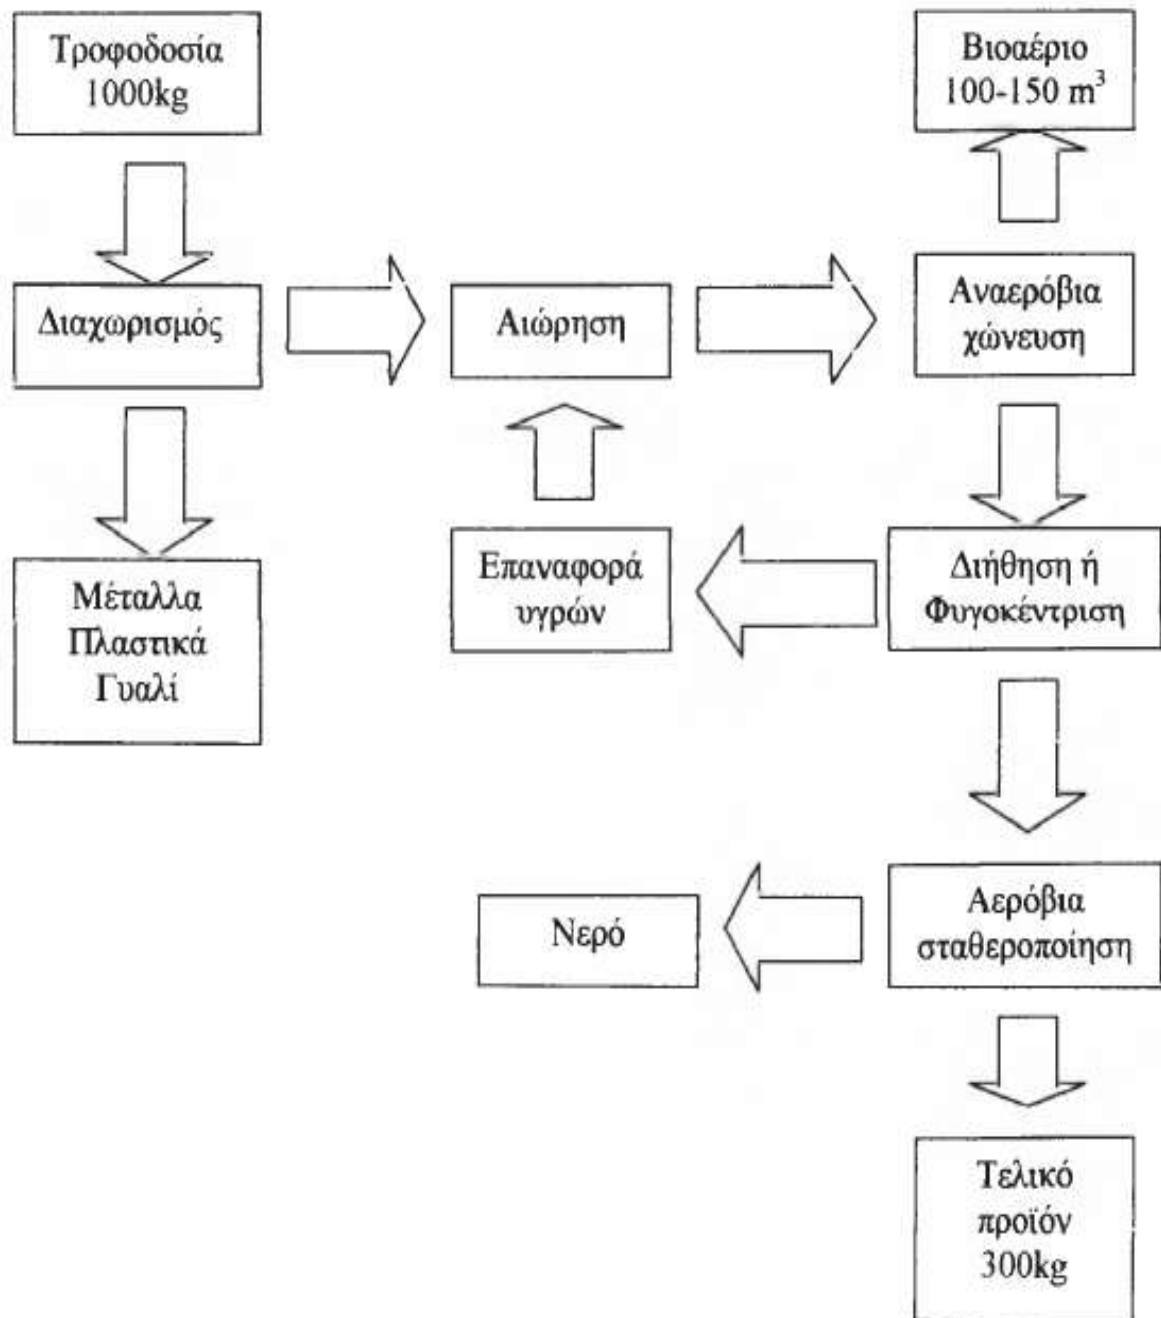 Τροφοδοσία
1000kg
Βιοαέριο
100-150 m³
Διαχωρισμός
Αιώρηση
Αναερόβια
χώνευση
Μέταλλα
Πλαστικά
Γυαλί
Επαναφορά
υγρών
Διήθηση ή
Φυγοκέντριση
Νερό
Αερόβια
σταθεροποίηση
Τελικό
προϊόν
300kg